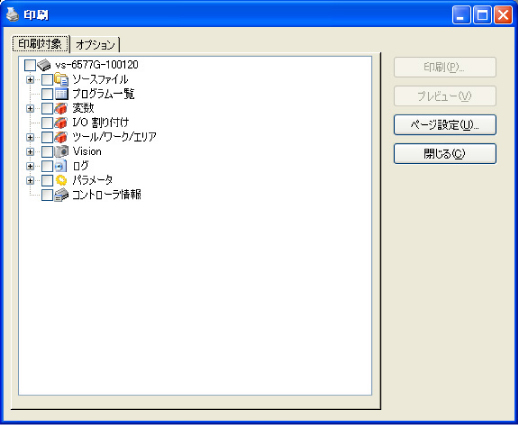 印刷
印刷対象
オプション
vs-6577G-100120
ソースファイル
プログラム一覧
変数
I/O 割り付け
ツール/ワーク/エリア
Vision
ログ
パラメータ
コントローラ情報
印刷(P)...
プレビュー(V)
ページ設定(U)...
閉じる(C)